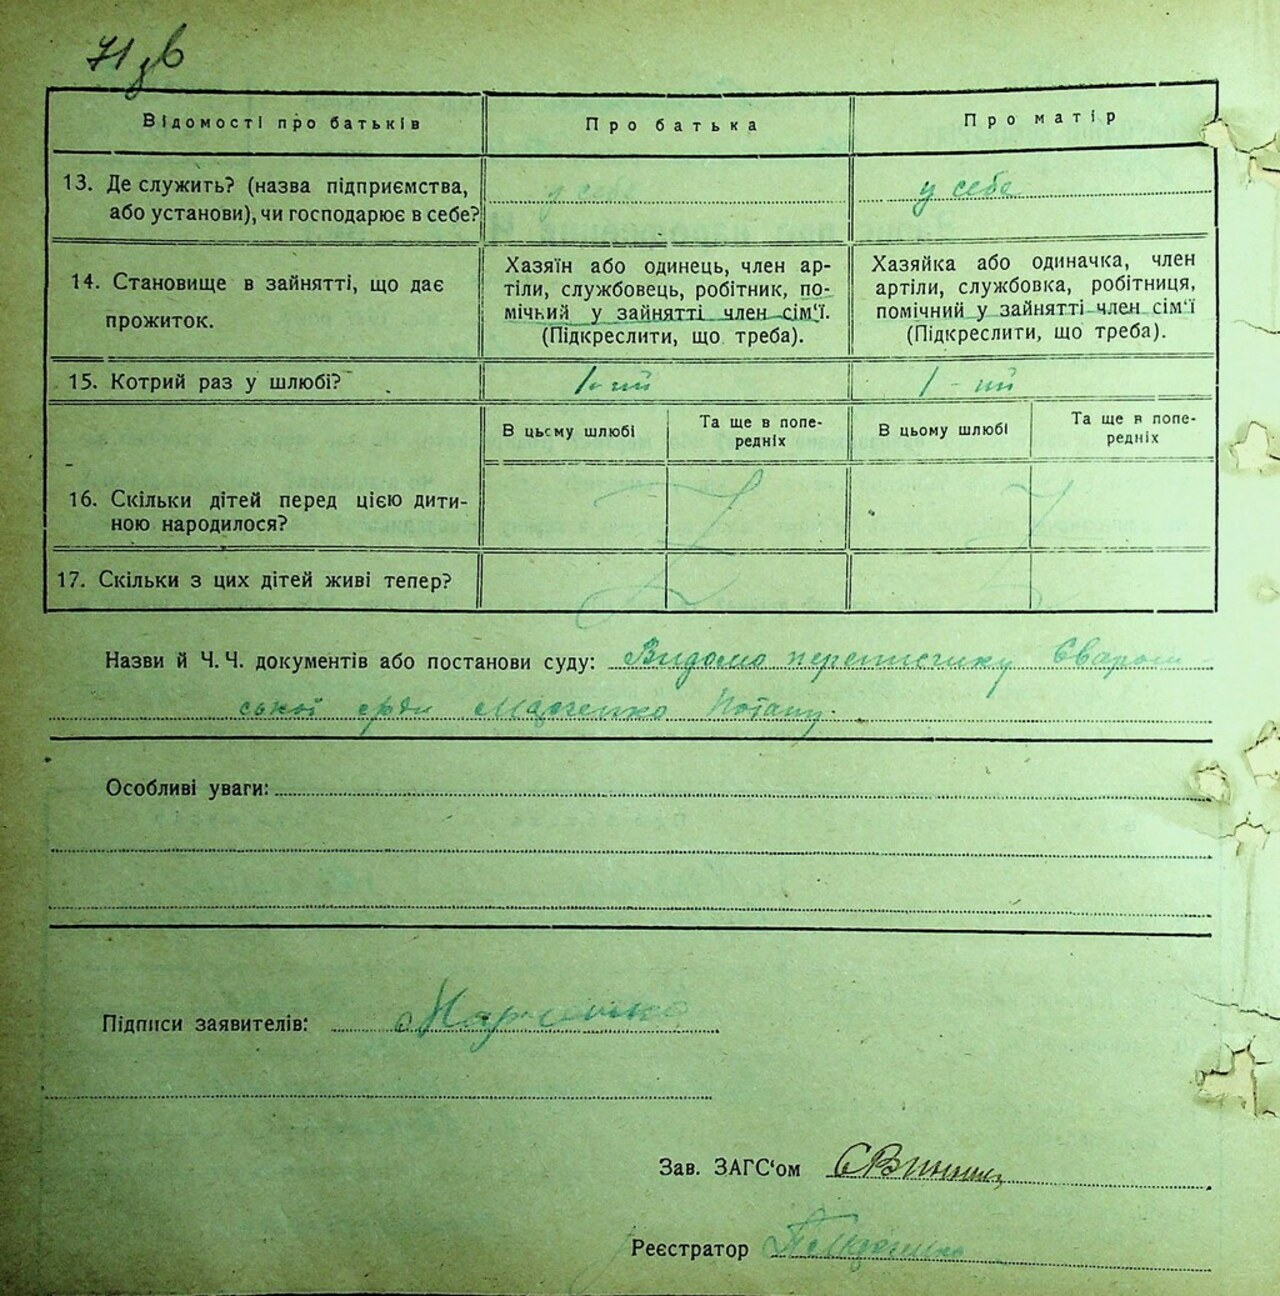 71 зв
Відомості про батьків
Про батька
Про матір
13. Де служить? (назва підприємства,
або установи), чи господарює в себе?
у себе
у себе
14. Становище в зайнятті, що дає
прожиток.
Хазяїн або одинець, член ар-
тіли, службовець, робітник, по-
мічний у зайнятті член сім'ї.
(Підкреслити, що треба).
Хазяйка або одиначка, член
артіли, службовка, робітниця,
помічний у зайнятті член сім'ї
(Підкреслити, що треба).
15. Котрий раз у шлюбі?
1-ий
1-ий
В цьому шлюбі
Та ще в попе-
редніх
В цьому шлюбі
Та ще в попе-
редніх
16. Скільки дітей перед цією дити-
ною народилося?
17. Скільки з цих дітей живі тепер?
Назви й Ч.Ч. документів або постанови суду: Видомо
Потапу
Особливі уваги:
Підписи заявителів:
Зав. ЗАГС'ом
Реєстратор